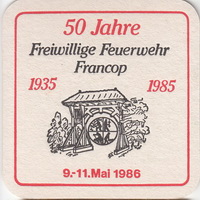 50 Jahre
Freiwillige Feuerwehr
Francop
1935 1985
9.-11. Mai 1986